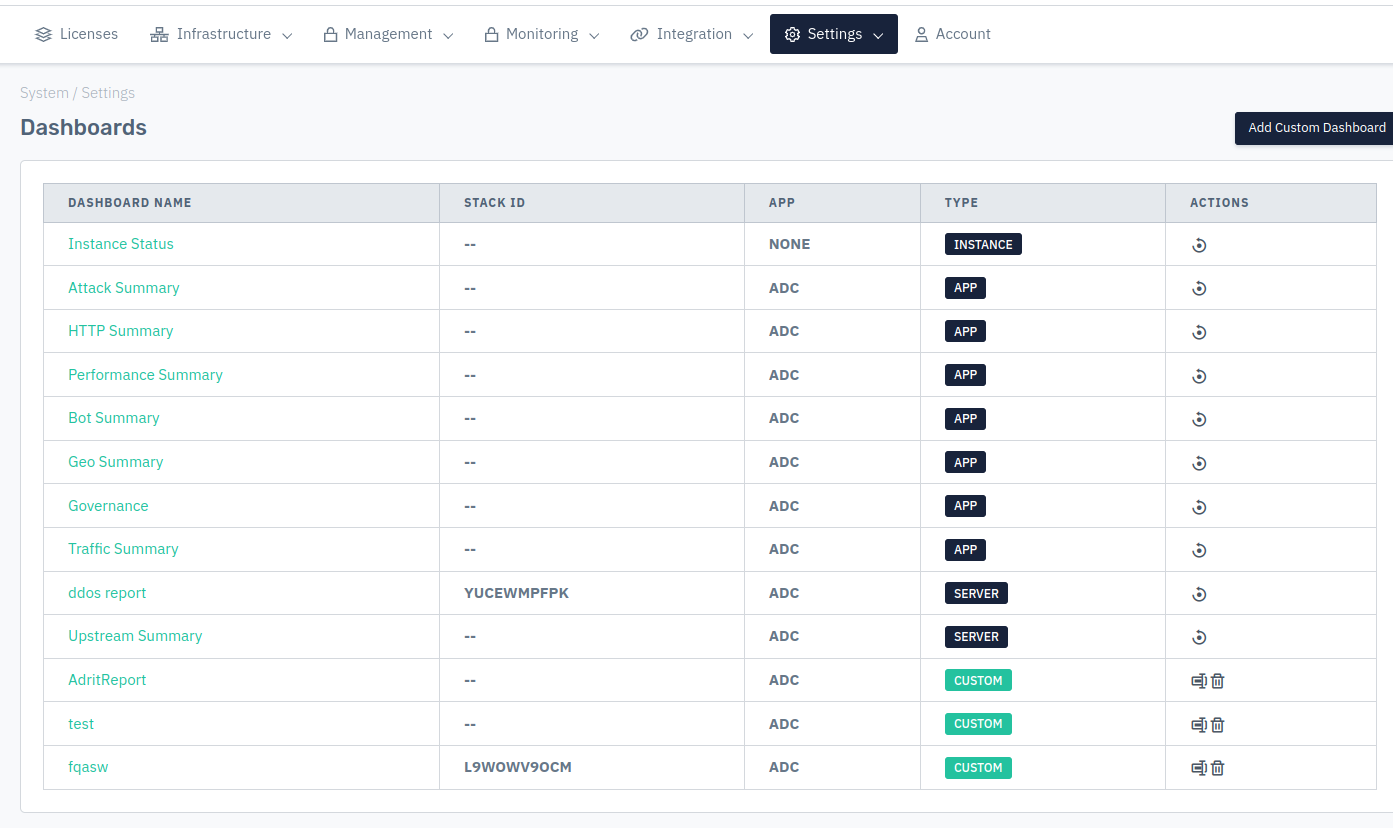 Licenses Infrastructure Management Monitoring Integration Settings Account
System / Settings
Dashboards
Add Custom Dashboard
DASHBOARD NAME STACK ID APP TYPE ACTIONS
Instance Status -- NONE INSTANCE
Attack Summary -- ADC APP
HTTP Summary -- ADC APP
Performance Summary -- ADC APP
Bot Summary -- ADC APP
Geo Summary -- ADC APP
Governance -- ADC APP
Traffic Summary -- ADC APP
ddos report YUCEWMPFPK ADC SERVER
Upstream Summary -- ADC SERVER
AdritReport -- ADC CUSTOM
test -- ADC CUSTOM
fqasw L9WOWV9OCM ADC CUSTOM